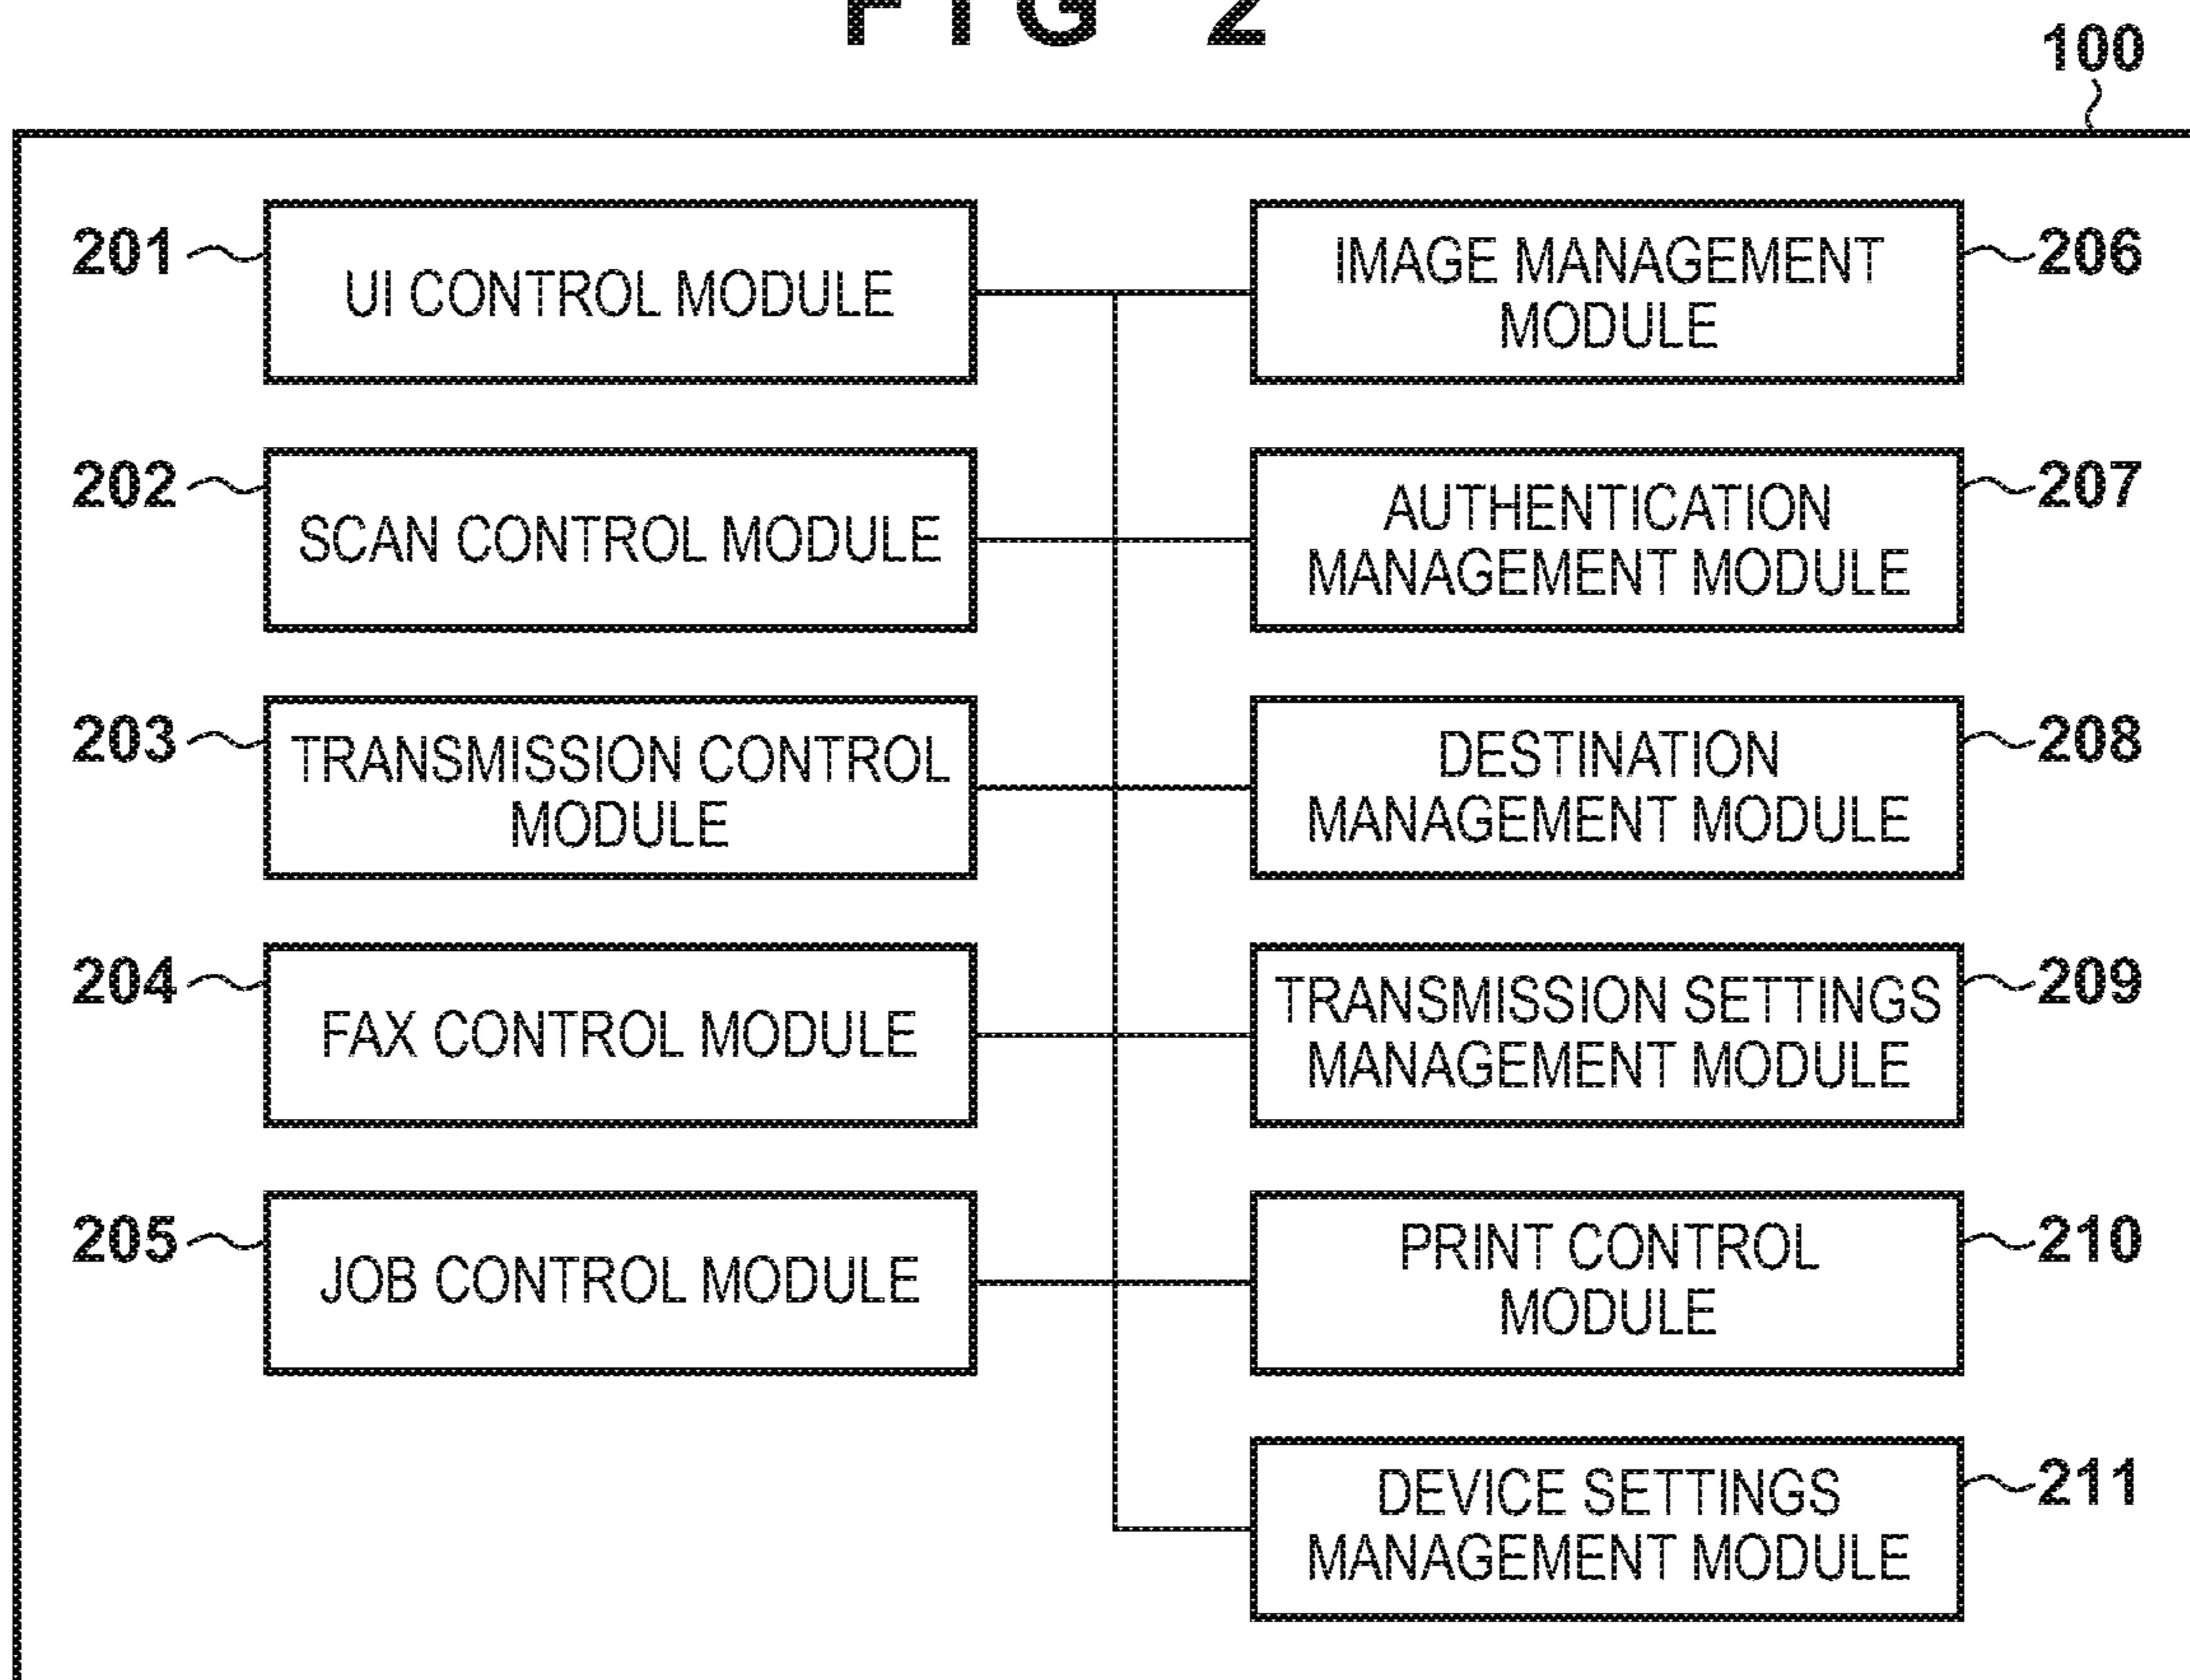 FIG 2
100
201
UI CONTROL MODULE
202
SCAN CONTROL MODULE
203
TRANSMISSION CONTROL
MODULE
204
FAX CONTROL MODULE
205
JOB CONTROL MODULE
IMAGE MANAGEMENT
MODULE
206
AUTHENTICATION
MANAGEMENT MODULE
207
DESTINATION
MANAGEMENT MODULE
208
TRANSMISSION SETTINGS
MANAGEMENT MODULE
209
PRINT CONTROL
MODULE
210
DEVICE SETTINGS
MANAGEMENT MODULE
211